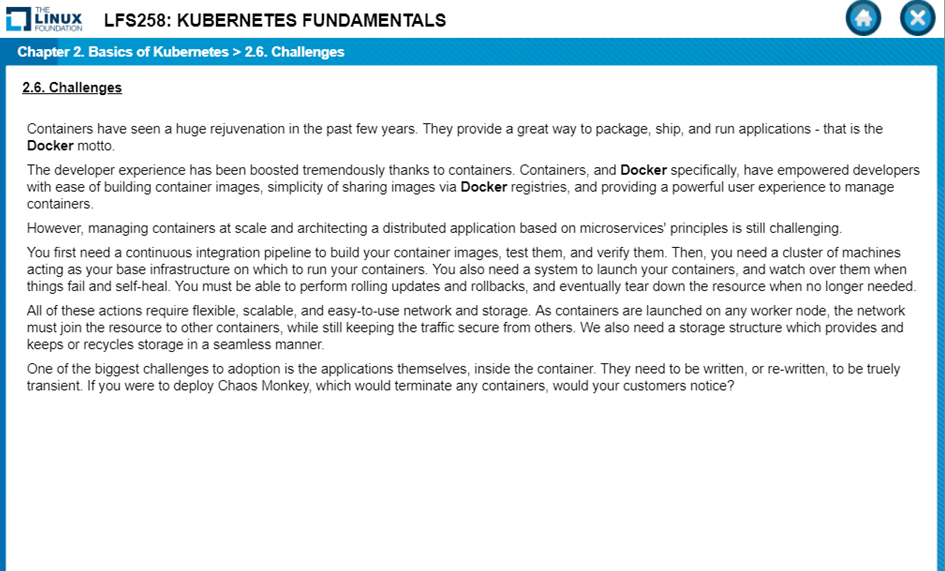 THE
LINUX
FOUNDATION
LFS258: KUBERNETES FUNDAMENTALS
Chapter 2. Basics of Kubernetes > 2.6. Challenges
2.6. Challenges
Containers have seen a huge rejuvenation in the past few years. They provide a great way to package, ship, and run applications - that is the
Docker motto.
The developer experience has been boosted tremendously thanks to containers. Containers, and Docker specifically, have empowered developers
with ease of building container images, simplicity of sharing images via Docker registries, and providing a powerful user experience to manage
containers.
However, managing containers at scale and architecting a distributed application based on microservices' principles is still challenging.
You first need a continuous integration pipeline to build your container images, test them, and verify them. Then, you need a cluster of machines
acting as your base infrastructure on which to run your containers. You also need a system to launch your containers, and watch over them when
things fail and self-heal. You must be able to perform rolling updates and rollbacks, and eventually tear down the resource when no longer needed.
All of these actions require flexible, scalable, and easy-to-use network and storage. As containers are launched on any worker node, the network
must join the resource to other containers, while still keeping the traffic secure from others. We also need a storage structure which provides and
keeps or recycles storage in a seamless manner.
One of the biggest challenges to adoption is the applications themselves, inside the container. They need to be written, or re-written, to be truely
transient. If you were to deploy Chaos Monkey, which would terminate any containers, would your customers notice?